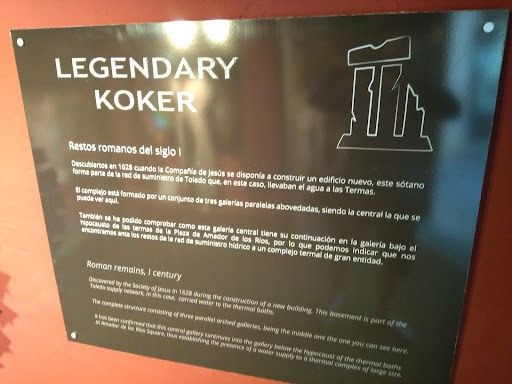 LEGENDARY
KOKER
Restos romanos del siglo I
Descubiertos en 1628 cuando la Compañía de Jesús se disponía a construir un edificio nuevo, este sótano
forma parte de la red de suministro de Toledo que, en este caso, llevaban el agua a las Termas.
El complejo está formado por un conjunto de tres galerías paralelas abovedadas, siendo la central la que se
puede ver aquí.
También se ha podido comprobar como esta galería central tiene su continuación en la galería bajo el
hipocausto de las termas de la Plaza de Amador de los Ríos, por lo que podemos indicar que nos
encontramos ante los restos de la red de suministro hídrico a un complejo termal de gran entidad.
Roman remains, I century
Discovered by the Society of Jesus in 1628 during the construction of a new building. This basement is part of the
Toledo supply network, in this case, carried water to the thermal baths.
The complete structure consisting of three parallel arched galleries, being the middle one the one you can see here.
It has been confirmed that this central gallery continues into the gallery below the hypocaust of the thermal baths
at Amador de los Ríos Square, thus establishing the presence of a water supply to a thermal complex of large size.